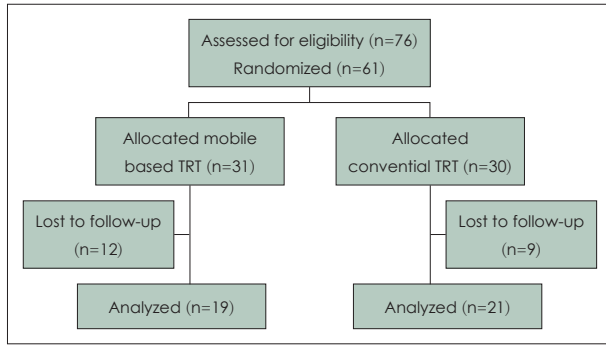 Assessed for eligibility (n=76)
Randomized (n=61)
Allocated mobile
based TRT (n=31)
Allocated
convential TRT (n=30)
Lost to follow-up
(n=12)
Lost to follow-up
(n=9)
Analyzed (n=19)
Analyzed (n=21)